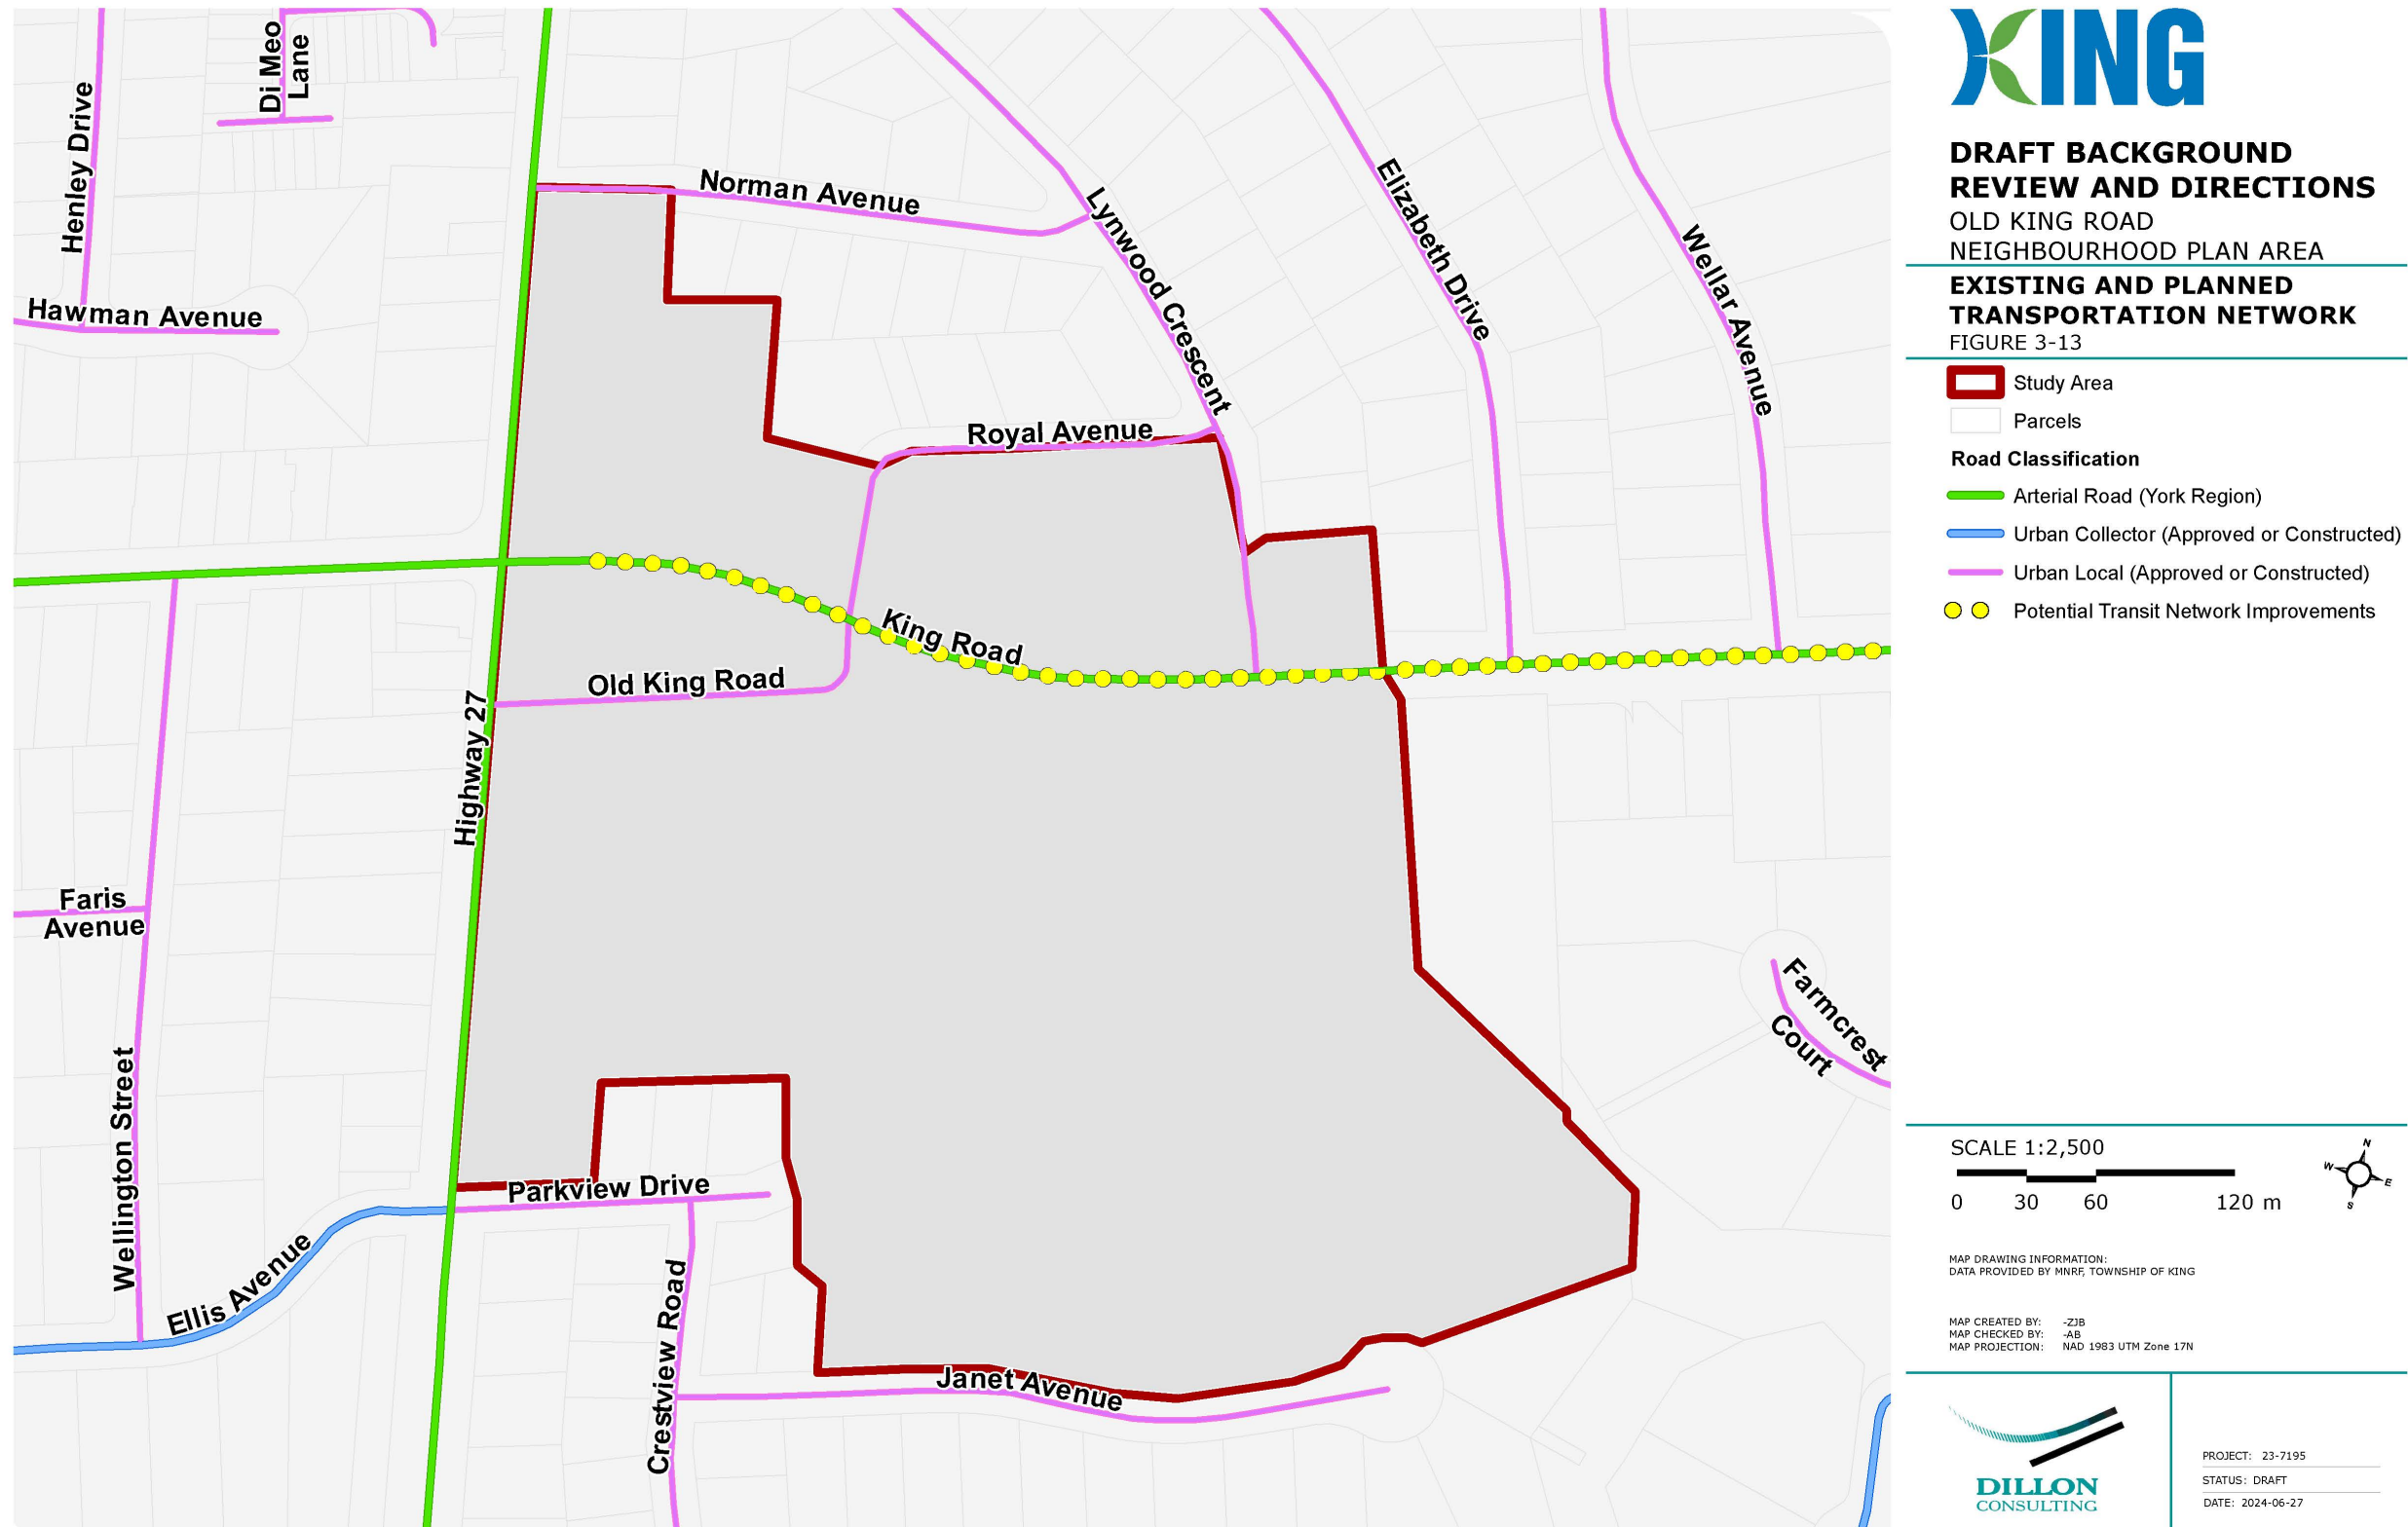 Di Meo
Lane
Henley Drive
Hawman Avenue
Norman Avenue
Lynwood Crescent
Elizabeth Drive
Wellar Avenue
Royal Avenue
King Road
Old King Road
Highway 27
Faris
Avenue
Wellington Street
Ellis Avenue
Parkview Drive
Crestview Road
Janet Avenue
Farmcrest
Court
KING
DRAFT BACKGROUND
REVIEW AND DIRECTIONS
OLD KING ROAD
NEIGHBOURHOOD PLAN AREA
EXISTING AND PLANNED
TRANSPORTATION NETWORK
FIGURE 3-13
Study Area
Parcels
Road Classification
Arterial Road (York Region)
Urban Collector (Approved or Constructed)
Urban Local (Approved or Constructed)
Potential Transit Network Improvements
SCALE 1:2,500
0 30 60 120 m
N
W
E
S
MAP DRAWING INFORMATION:
DATA PROVIDED BY MNRF, TOWNSHIP OF KING
MAP CREATED BY: -ZJB
MAP CHECKED BY: -AB
MAP PROJECTION: NAD 1983 UTM Zone 17N
DILLON
CONSULTING
PROJECT: 23-7195
STATUS: DRAFT
DATE: 2024-06-27